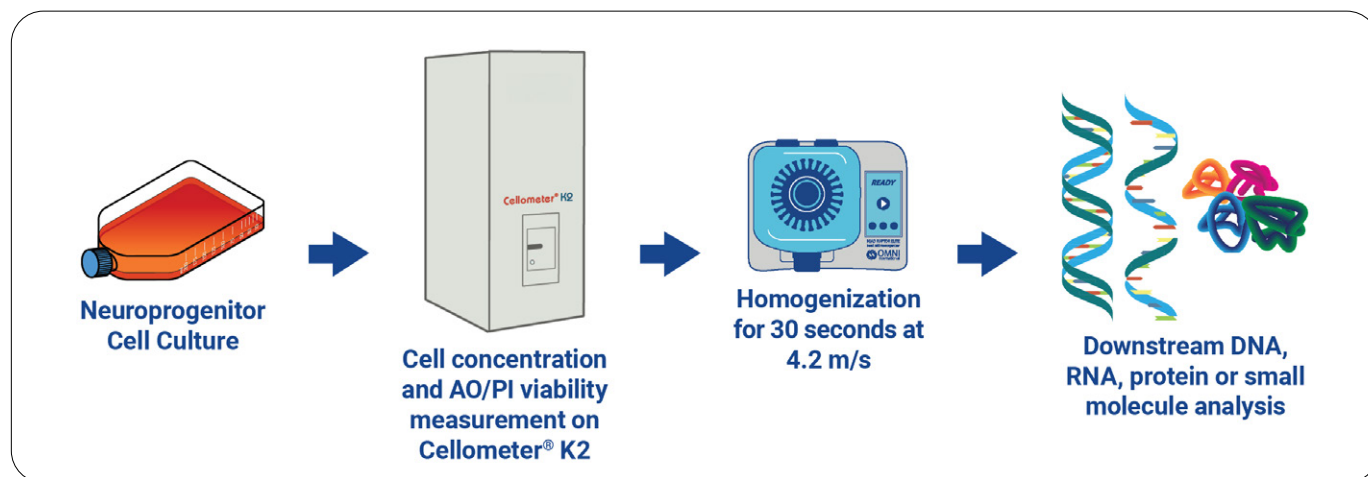 Neuroprogenitor
Cell Culture
Cellometer® K2
Cell concentration
and AO/PI viability
measurement on
Cellometer® K2
READY
OMNI
Homogenization
for 30 seconds at
4.2 m/s
Downstream DNA,
RNA, protein or small
molecule analysis